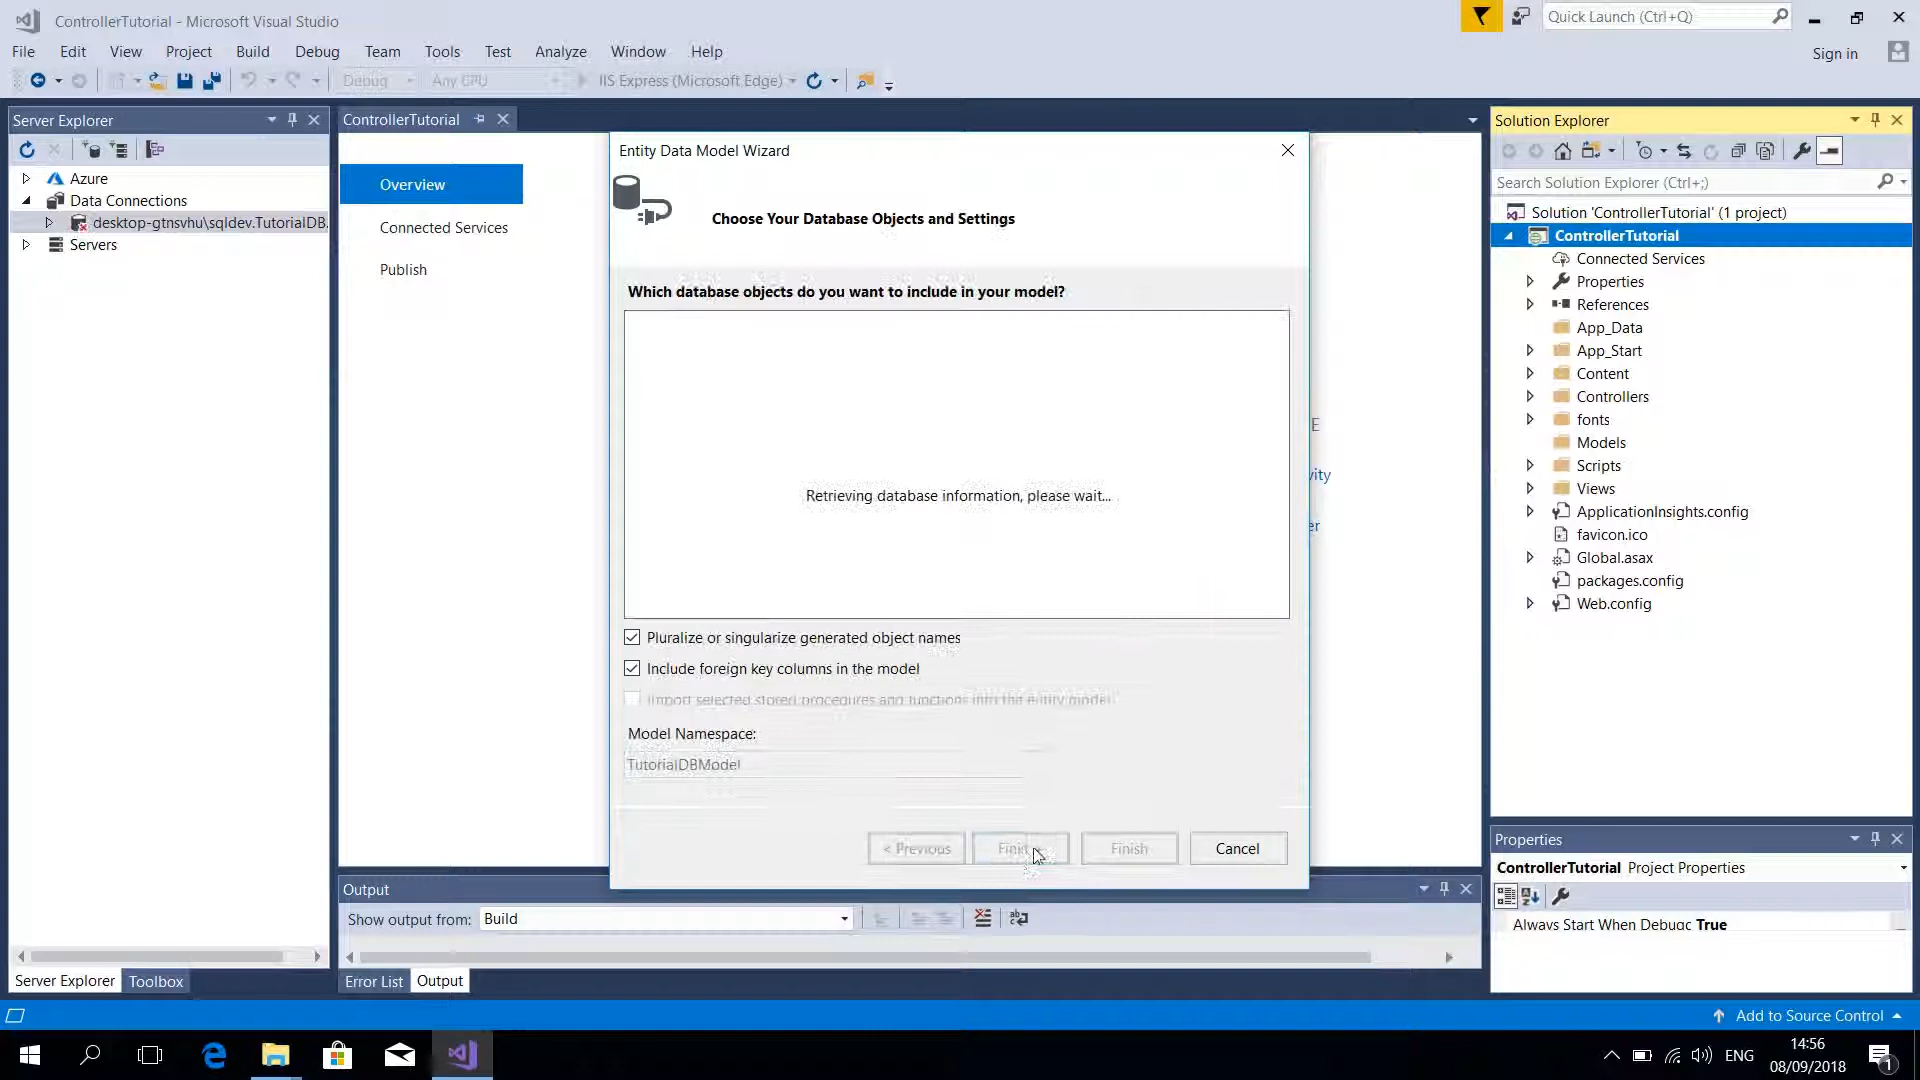 ControllerTutorial - Microsoft Visual Studio
Quick Launch (Ctrl+Q)
File Edit View Project Build Debug Team Tools Test Analyze Window Help
Sign in
Debug Any CPU IIS Express (Microsoft Edge)
Server Explorer
Azure
Data Connections
desktop-gtnsvhu\sqldev.TutorialDB.
Servers
ControllerTutorial
Overview
Connected Services
Publish
Entity Data Model Wizard
Choose Your Database Objects and Settings
Which database objects do you want to include in your model?
Retrieving database information, please wait...
Pluralize or singularize generated object names
Include foreign key columns in the model
Import selected stored procedures and functions into the entity model
Model Namespace:
TutorialDBModel
< Previous
Finish
Cancel
E
vity
er
Solution Explorer
Search Solution Explorer (Ctrl+;)
Solution 'ControllerTutorial' (1 project)
ControllerTutorial
Connected Services
Properties
References
App_Data
App_Start
Content
Controllers
fonts
Models
Scripts
Views
ApplicationInsights.config
favicon.ico
Global.asax
packages.config
Web.config
Properties
ControllerTutorial Project Properties
Always Start When Debugg True
Output
Show output from: Build
Server Explorer Toolbox
Error List Output
Add to Source Control
ENG
14:56
08/09/2018
1